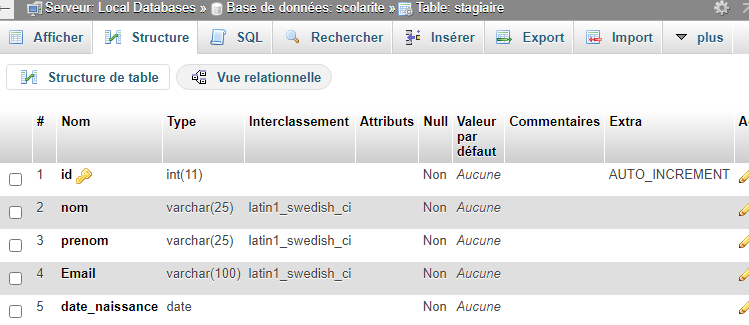 Serveur: Local Databases » Base de données: scolarite » Table: stagiaire
Afficher Structure SQL Rechercher Insérer Export Import plus
Structure de table Vue relationnelle
# Nom Type Interclassement Attributs Null Valeur par défaut Commentaires Extra
1 id int(11) Non Aucune AUTO_INCREMENT
2 nom varchar(25) latin1_swedish_ci Non Aucune
3 prenom varchar(25) latin1_swedish_ci Non Aucune
4 Email varchar(100) latin1_swedish_ci Non Aucune
5 date_naissance date Non Aucune